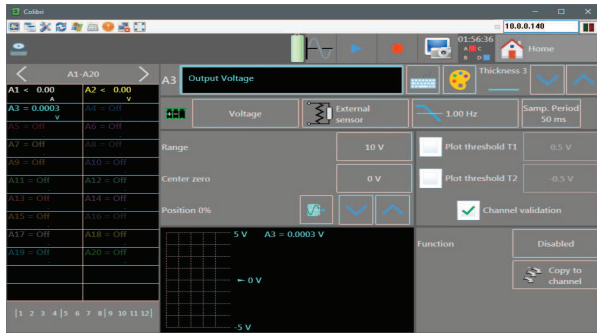 Colibri
10.0.0.140
01:56:36
A C
B D
Home
A1-A20
A3
Output Voltage
Thickness 3
A1 < 0.00
A
A2 < 0.00
V
A3 = 0.0003
V
A4 = Off
A5 = Off
A6 = Off
A7 = Off
A8 = Off
A9 = Off
A10 = Off
A11 = Off
A12 = Off
A13 = Off
A14 = Off
A15 = Off
A16 = Off
A17 = Off
A18 = Off
A19 = Off
A20 = Off
|1 2 3 4|5 6 7 8|9 10 11 12|
Voltage
External
sensor
1.00 Hz
Samp. Period
50 ms
Range
10 V
Plot threshold T1
0.5 V
Center zero
0 V
Plot threshold T2
-0.5 V
Position 0%
Channel validation
5 V
A3 = 0.0003 V
0 V
-5 V
Function
Disabled
Copy to
channel